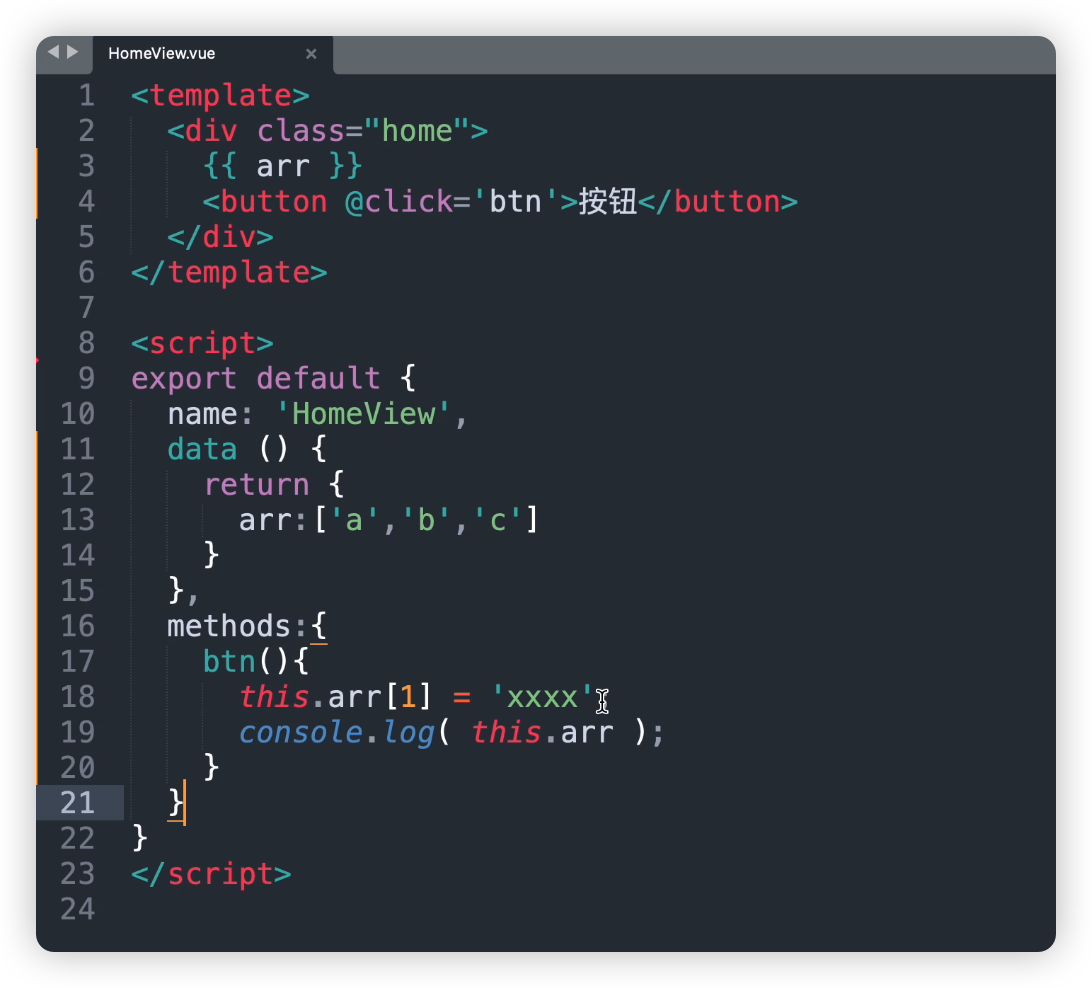 HomeView.vue
1 <template>
2   <div class="home">
3     {{ arr }}
4     <button @click='btn'>按钮</button>
5   </div>
6 </template>
7
8 <script>
9 export default {
10   name: 'HomeView',
11   data () {
12     return {
13       arr:['a','b','c']
14     }
15   },
16   methods:{
17     btn(){
18       this.arr[1] = 'xxxx'
19       console.log( this.arr );
20     }
21   }
22 }
23 </script>
24